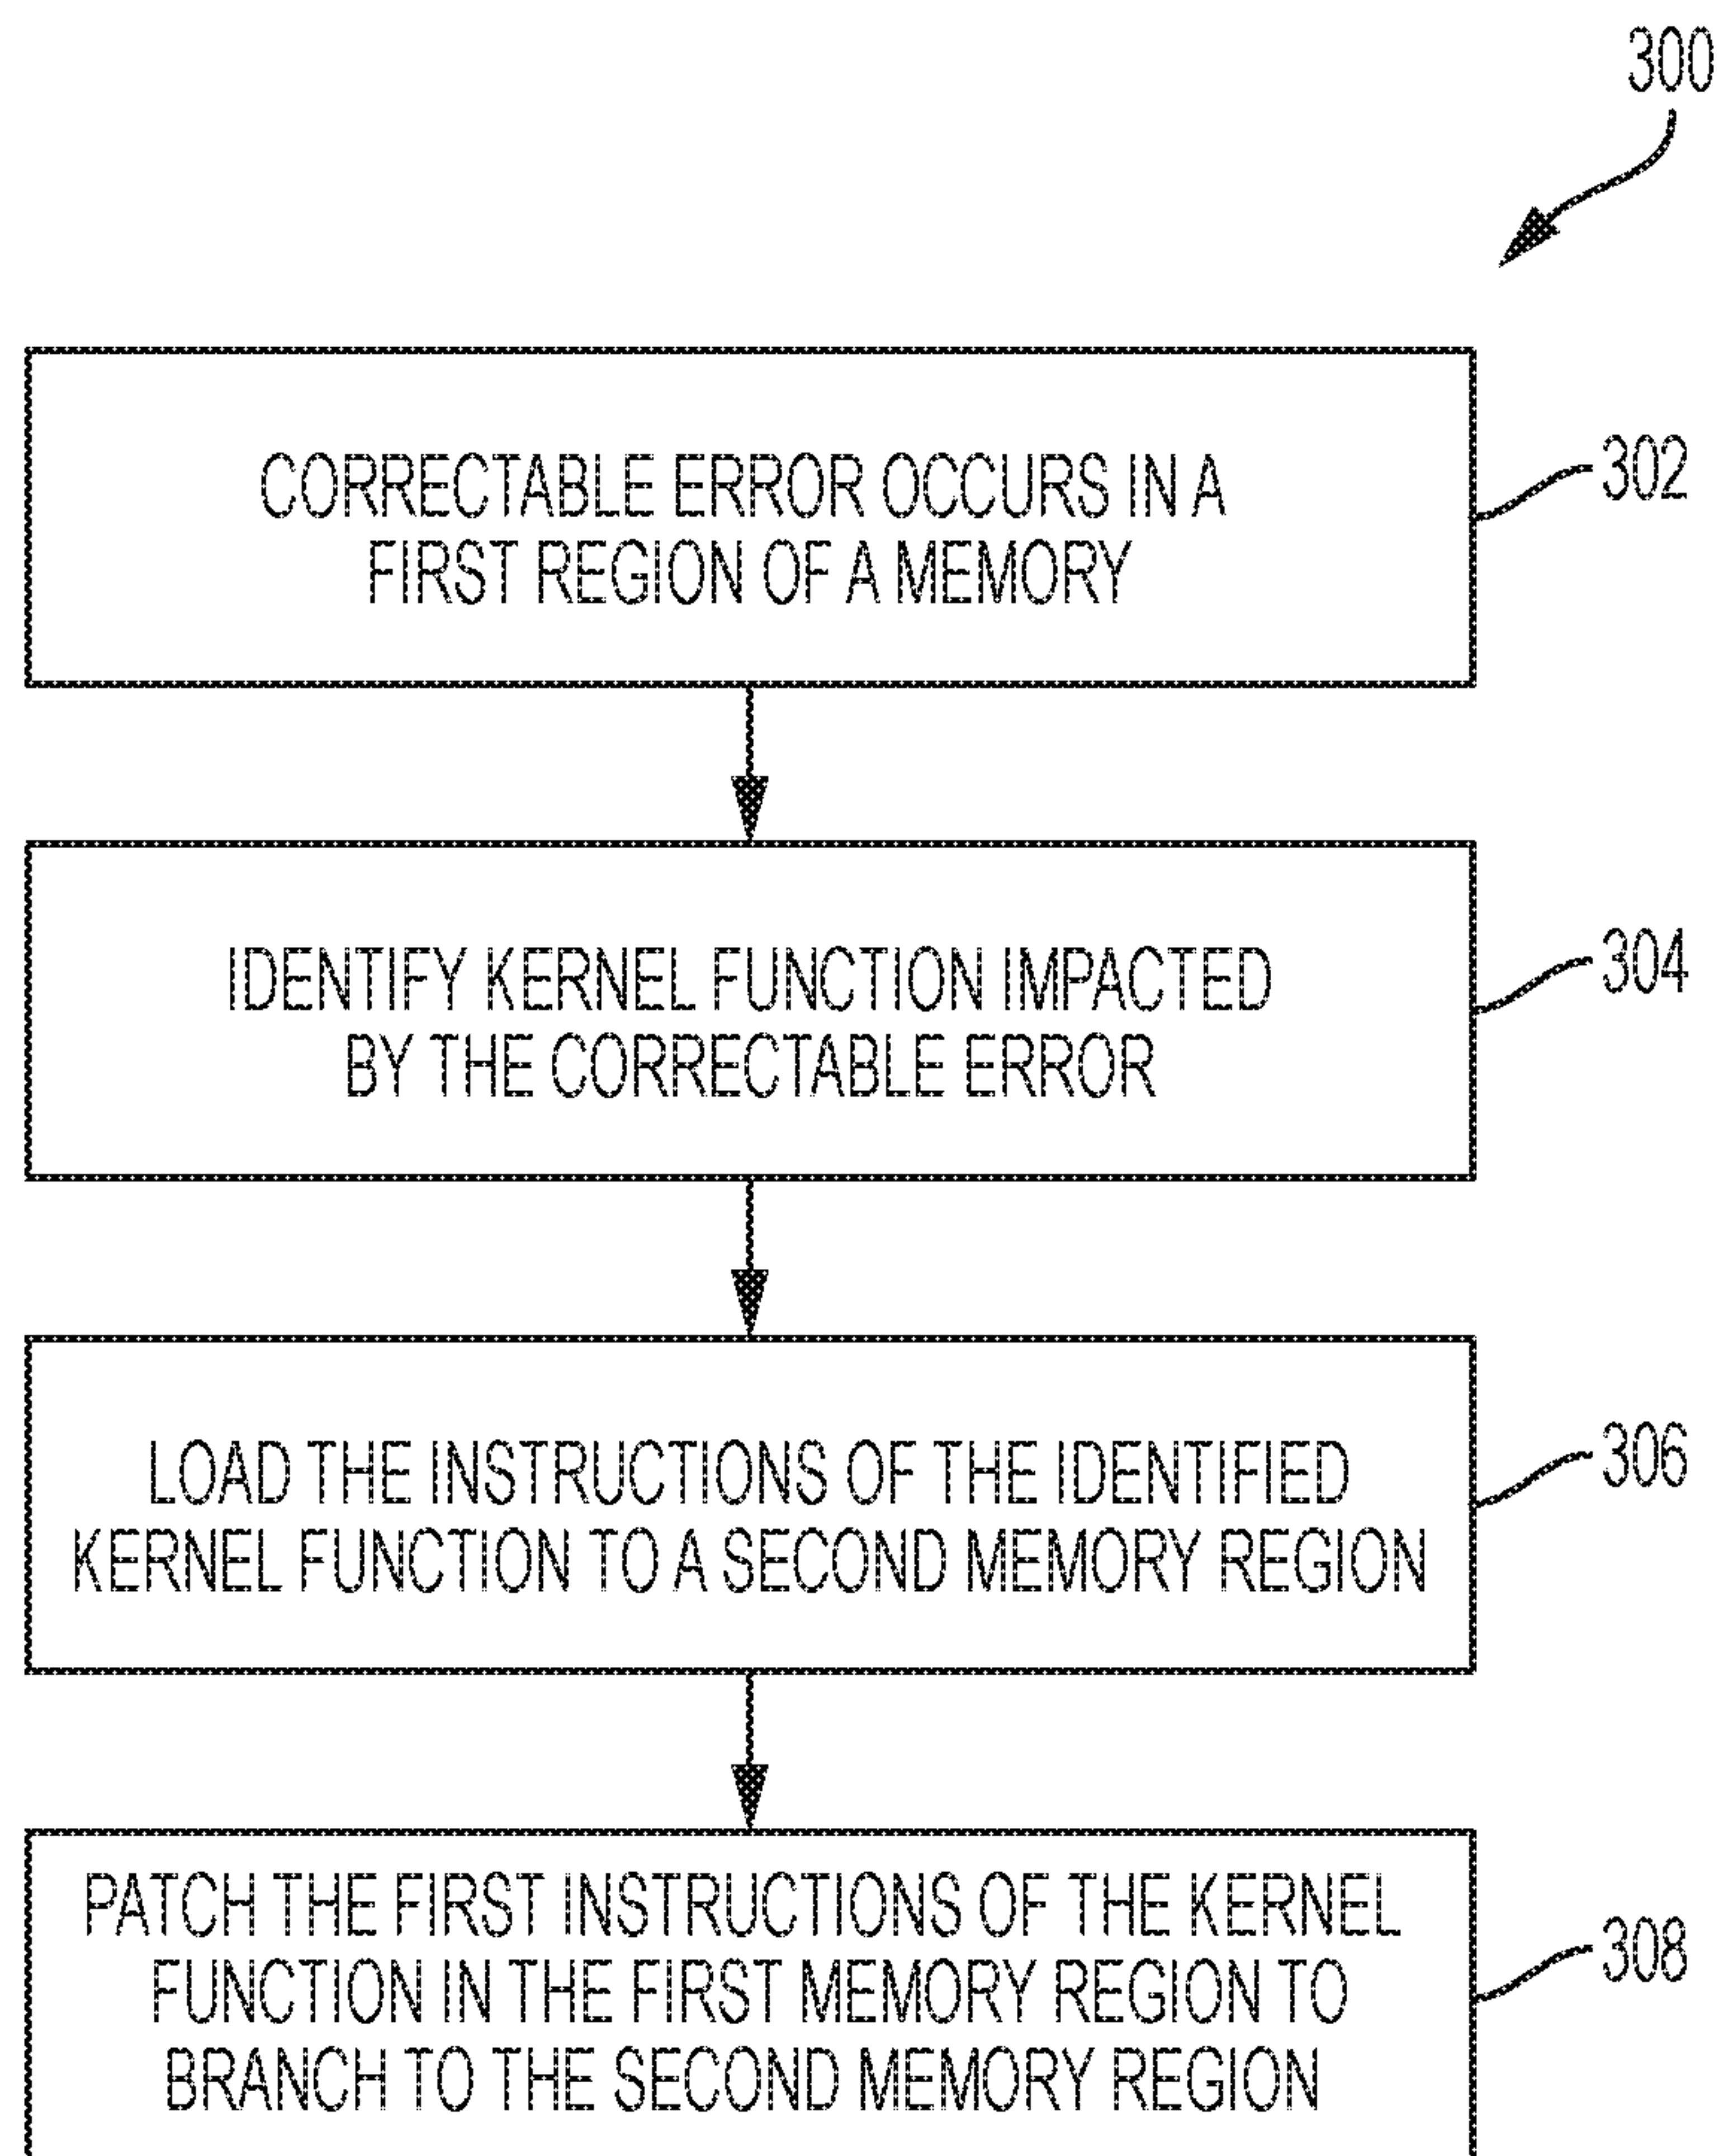 300
CORRECTABLE ERROR OCCURS IN A
FIRST REGION OF A MEMORY
302
IDENTIFY KERNEL FUNCTION IMPACTED
BY THE CORRECTABLE ERROR
304
LOAD THE INSTRUCTIONS OF THE IDENTIFIED
KERNEL FUNCTION TO A SECOND MEMORY REGION
306
PATCH THE FIRST INSTRUCTIONS OF THE KERNEL
FUNCTION IN THE FIRST MEMORY REGION TO
BRANCH TO THE SECOND MEMORY REGION
308